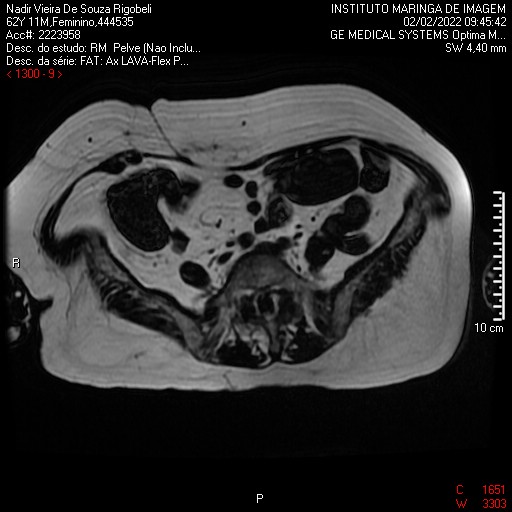 Nadir Vieira De Souza Rigobeli
62Y 11M,Feminino,444535
Acc#: 2223958
Desc. do estudo: RM Pelve (Nao Inclu...
Desc. da série: FAT: Ax LAVA-Flex P...
< 1300 - 9 >
INSTITUTO MARINGA DE IMAGEM
02/02/2022 09:45:42
GE MEDICAL SYSTEMS Optima M...
SW 4,40 mm
R
10 cm
P
C 1651
W 3303